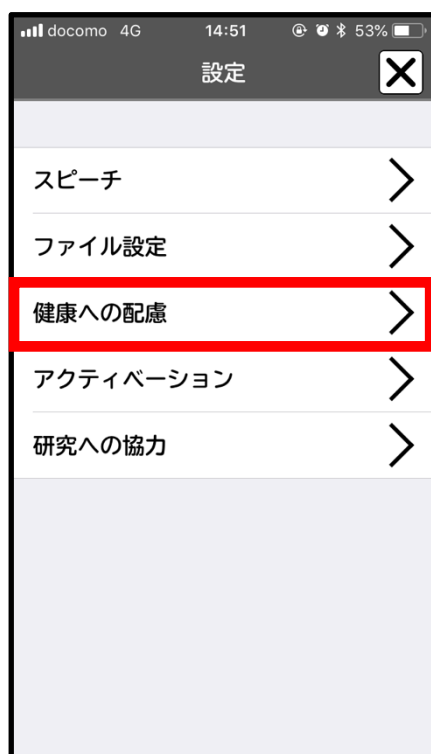 docomo 4G 14:51 53%
設定
スピーチ
ファイル設定
健康への配慮
アクティベーション
研究への協力